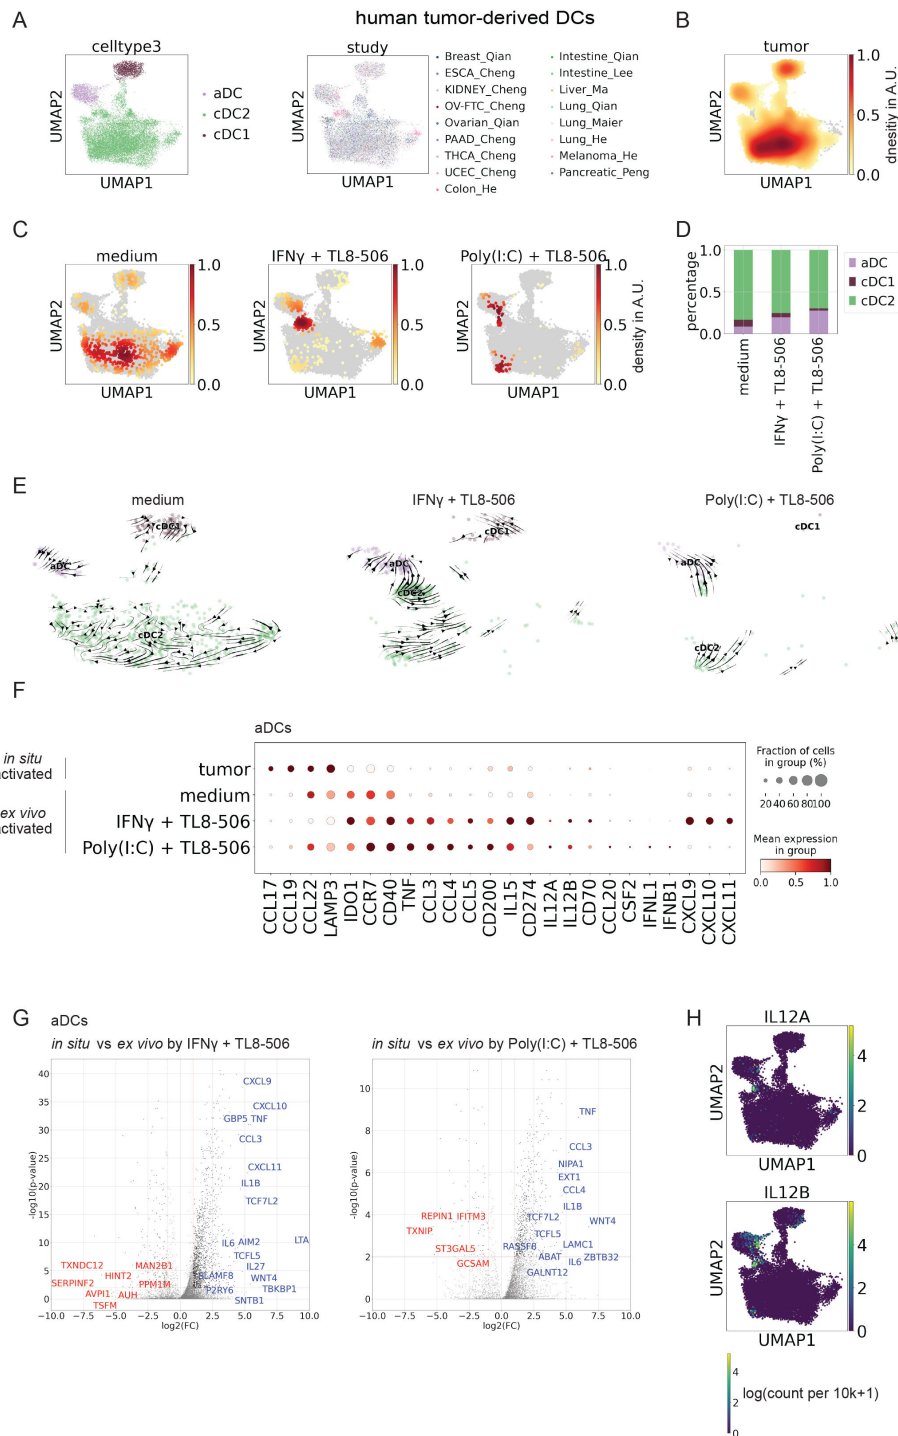 human tumor-derived DCs
A
celltype3
UMAP2
UMAP1
aDC
cDC2
cDC1
study
UMAP2
UMAP1
Breast_Qian
ESCA_Cheng
KIDNEY_Cheng
OV-FTC_Cheng
Ovarian_Qian
PAAD_Cheng
THCA_Cheng
UCEC_Cheng
Colon_He
Intestine_Qian
Intestine_Lee
Liver_Ma
Lung_Qian
Lung_Maier
Lung_He
Melanoma_He
Pancreatic_Peng
B
tumor
UMAP2
UMAP1
1.0
0.5
0.0
dnesitiy in A.U.
C
medium
UMAP2
UMAP1
1.0
0.5
0.0
IFNγ + TL8-506
UMAP2
UMAP1
1.0
0.5
0.0
Poly(I:C) + TL8-506
UMAP2
UMAP1
1.0
0.5
0.0
density in A.U.
D
percentage
1.0
0.5
0.0
medium
IFNγ + TL8-506
Poly(I:C) + TL8-506
aDC
cDC1
cDC2
E
medium
cDC1
aDC
cDC2
IFNγ + TL8-506
cDC1
aDC
cDC2
Poly(I:C) + TL8-506
cDC1
aDC
cDC2
F
aDCs
in situ
activated
ex vivo
activated
tumor
medium
IFNγ + TL8-506
Poly(I:C) + TL8-506
CCL17
CCL19
CCL22
LAMP3
IDO1
CCR7
CD40
TNF
CCL3
CCL4
CCL5
CD200
IL15
CD274
IL12A
IL12B
CD70
CCL20
CSF2
IFNL1
IFNB1
CXCL9
CXCL10
CXCL11
Fraction of cells
in group (%)
20 40 60 80100
Mean expression
in group
0.0 0.5 1.0
G
aDCs
in situ vs ex vivo by IFNγ + TL8-506
-log10(p-value)
40
35
30
25
20
15
10
5
0
CXCL9
CXCL10
GBP5 TNF
CCL3
CXCL11
IL1B
TCF7L2
IL6 AIM2
LTA
TCFL5
IL27
SLAMF8
WNT4
P2RY6
TBKBP1
SNTB1
TXNDC12
MAN2B1
HINT2
SERPINF2
PPM1M
AVPI1
AUH
TSFM
−10.0 −7.5 −5.0 −2.5 0.0 2.5 5.0 7.5 10.0
log2(FC)
in situ vs ex vivo by Poly(I:C) + TL8-506
-log10(p-value)
10
8
6
4
2
0
TNF
CCL3
NIPA1
EXT1
CCL4
IL1B
TCF7L2
WNT4
TCFL5
RASSF8
LAMC1
ABAT
IL6
ZBTB32
GALNT12
REPIN1 IFITM3
TXNIP
ST3GAL5
GCSAM
−10.0 −7.5 −5.0 −2.5 0.0 2.5 5.0 7.5 10.0
log2(FC)
H
IL12A
UMAP2
UMAP1
4
2
0
IL12B
UMAP2
UMAP1
4
2
0
4
2
0
log(count per 10k+1)